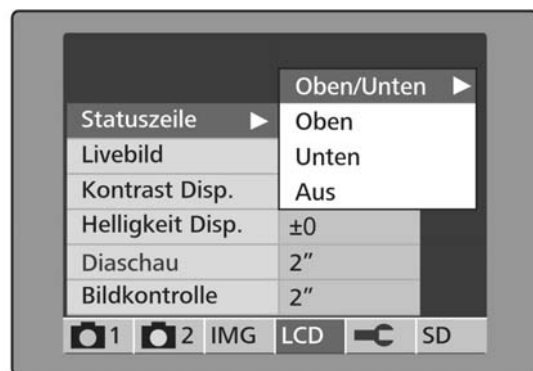 Oben/Unten
Statuszeile Oben
Livebild Unten
Kontrast Disp. Aus
Helligkeit Disp. ±0
Diaschau 2″
Bildkontrolle 2″
1 2 IMG LCD SD